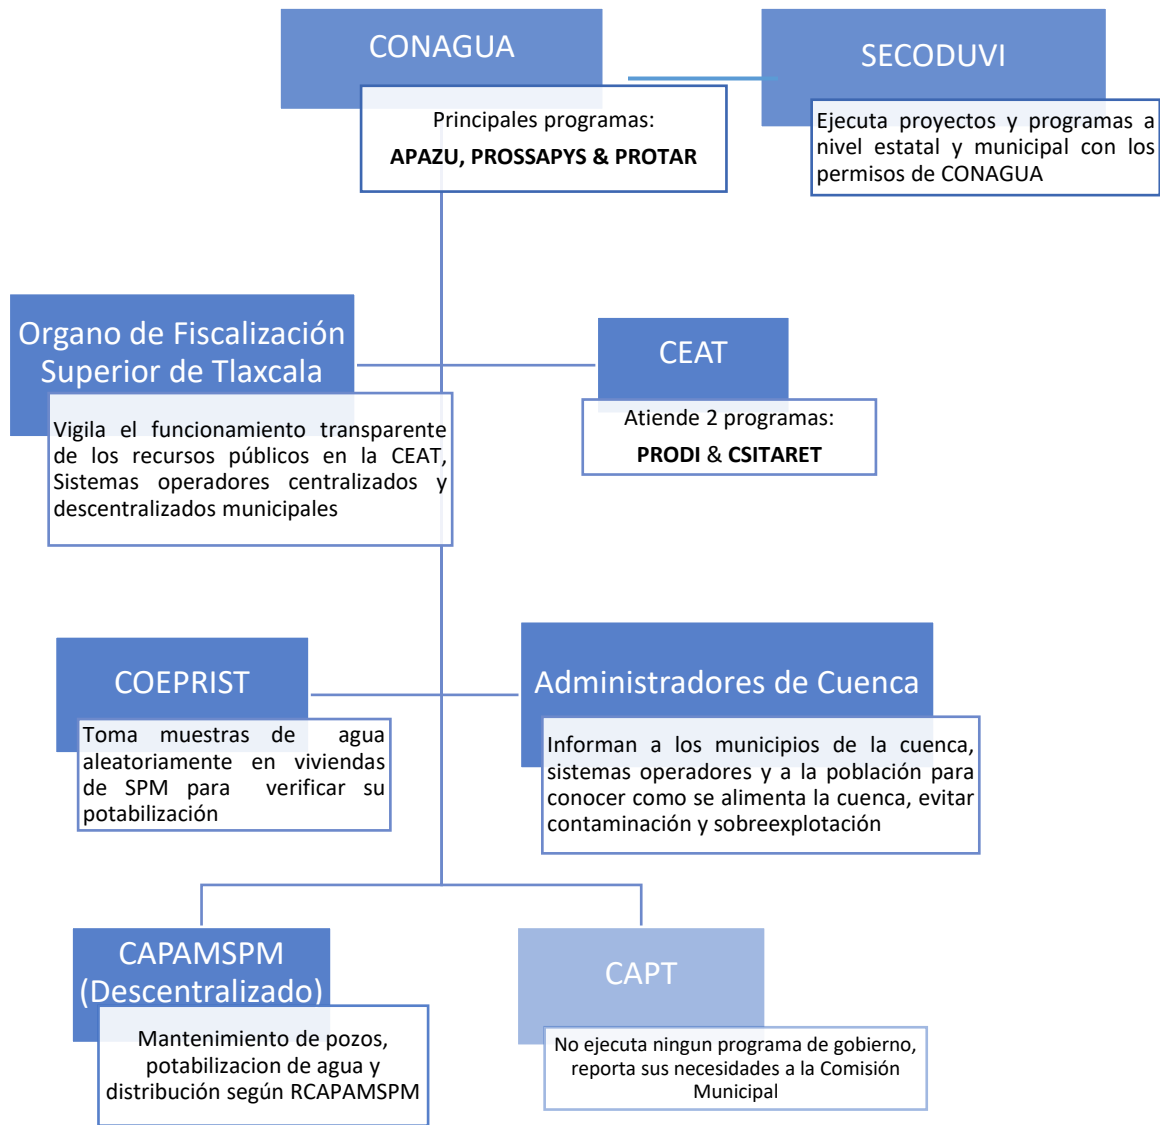 CONAGUA
Principales programas:
APAZU, PROSSAPYS & PROTAR
SECODUVI
Ejecuta proyectos y programas a
nivel estatal y municipal con los
permisos de CONAGUA
Organo de Fiscalización
Superior de Tlaxcala
Vigila el funcionamiento transparente
de los recursos públicos en la CEAT,
Sistemas operadores centralizados y
descentralizados municipales
CEAT
Atiende 2 programas:
PRODI & CSITARET
COEPRIST
Toma muestras de agua
aleatoriamente en viviendas
de SPM para verificar su
potabilización
Administradores de Cuenca
Informan a los municipios de la cuenca,
sistemas operadores y a la población para
conocer como se alimenta la cuenca, evitar
contaminación y sobreexplotación
CAPAMSPM
(Descentralizado)
Mantenimiento de pozos,
potabilizacion de agua y
distribución según RCAPAMSPM
CAPT
No ejecuta ningun programa de gobierno,
reporta sus necesidades a la Comisión
Municipal